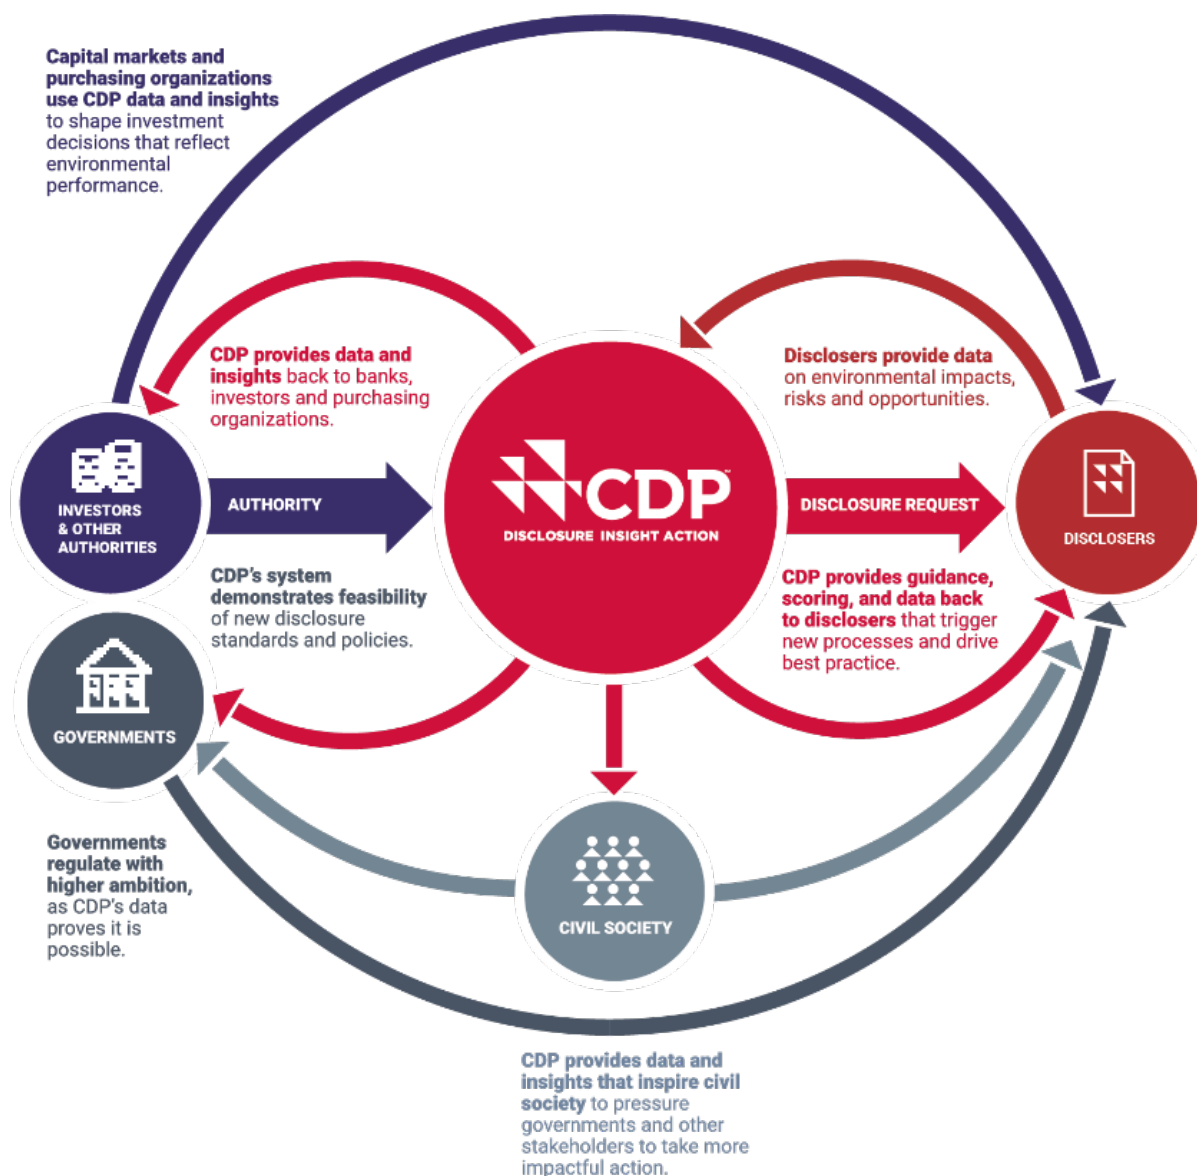 Capital markets and
purchasing organizations
use CDP data and insights
to shape investment
decisions that reflect
environmental
performance.
CDP provides data and
insights back to banks,
investors and purchasing
organizations.
Disclosers provide data
on environmental impacts,
risks and opportunities.
INVESTORS
& OTHER
AUTHORITIES
AUTHORITY
CDP
DISCLOSURE INSIGHT ACTION
DISCLOSURE REQUEST
DISCLOSERS
CDP's system
demonstrates feasibility
of new disclosure
standards and policies.
CDP provides guidance,
scoring, and data back
to disclosers that trigger
new processes and drive
best practice.
GOVERNMENTS
Governments
regulate with
higher ambition,
as CDP's data
proves it is
possible.
CIVIL SOCIETY
CDP provides data and
insights that inspire civil
society to pressure
governments and other
stakeholders to take more
impactful action.